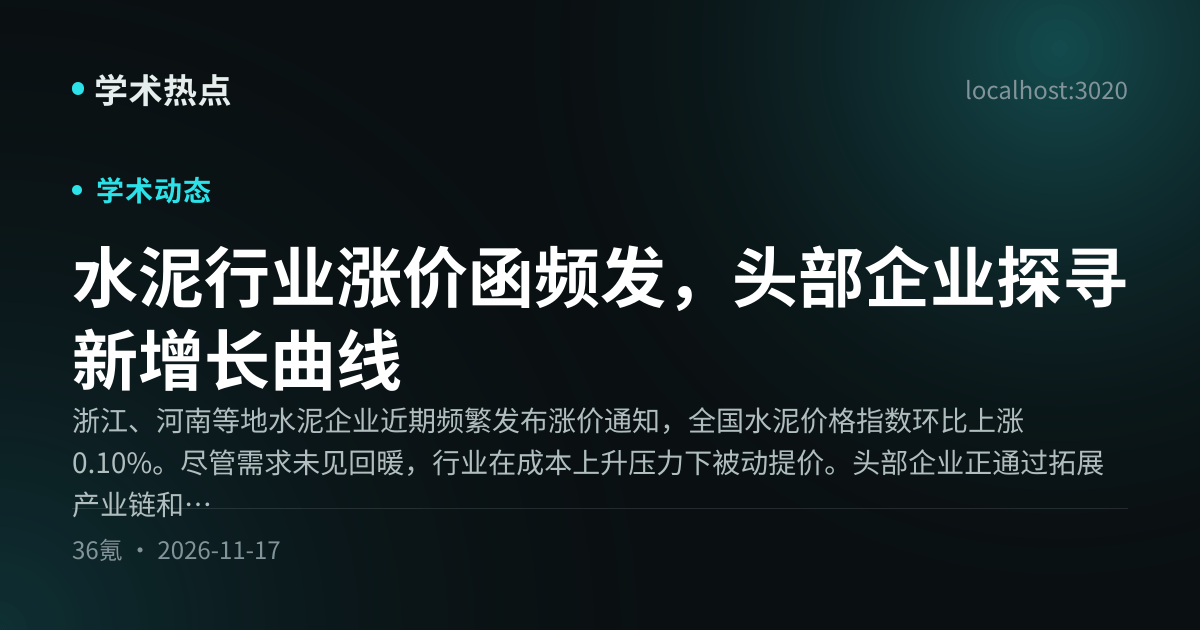 学术热点
localhost:3020
学术动态
水泥行业涨价函频发，头部企业探寻
新增长曲线
浙江、河南等地水泥企业近期频繁发布涨价通知，全国水泥价格指数环比上涨
0.10%。尽管需求未见回暖，行业在成本上升压力下被动提价。头部企业正通过拓展
产业链和…
36氪 · 2026-11-17